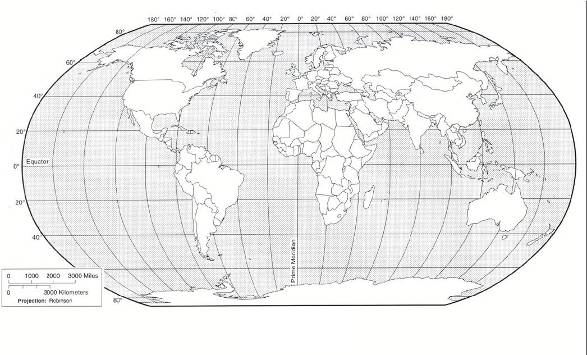 180° 160° 140° 120° 100° 80° 60° 40° 20° 0° 20° 40° 60° 80° 100° 120° 140° 160° 180°
80°
60°
40°
20°
Equator
0°
20°
40
Prime Meridian
0 1000 2000 3000 Miles
0 3000 Kilometers
Projection: Robinson
80°